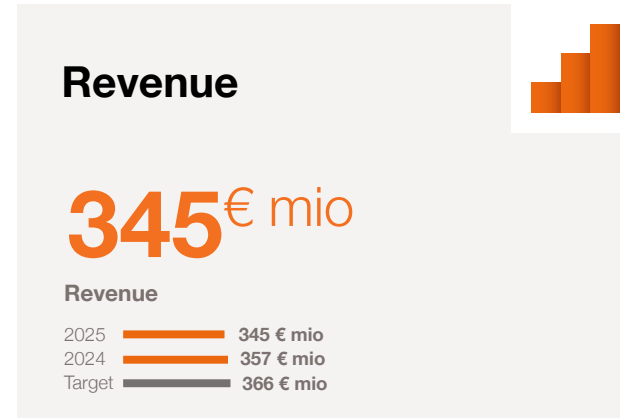 Revenue
345 € mio
Revenue
2025 345 € mio
2024 357 € mio
Target 366 € mio